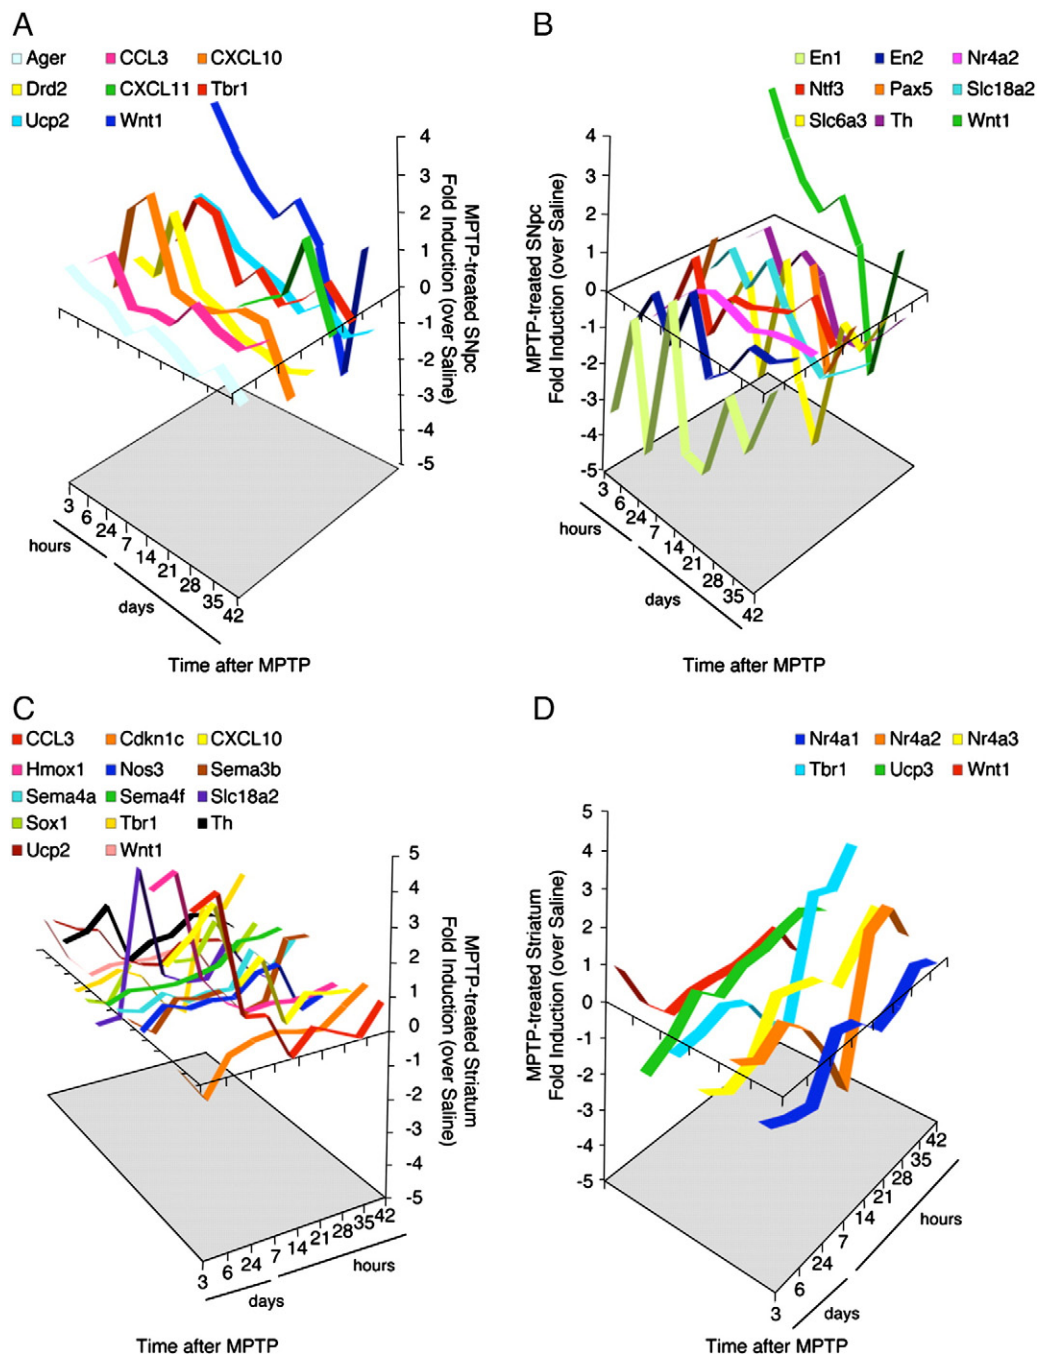 A
Ager CCL3 CXCL10
Drd2 CXCL11 Tbr1
Ucp2 Wnt1
4
3
2
1
0
-1
-2
-3
-4
-5
MPTP-treated SNpc
Fold Induction (over Saline)
3 6 24 7 14 21 28 35 42
hours
days
Time after MPTP
B
En1 En2 Nr4a2
Ntf3 Pax5 Slc18a2
Slc6a3 Th Wnt1
MPTP-treated SNpc
Fold Induction (over Saline)
4
3
2
1
0
-1
-2
-3
-4
-5
3 6 24 7 14 21 28 35 42
hours
days
Time after MPTP
C
CCL3 Cdkn1c CXCL10
Hmox1 Nos3 Sema3b
Sema4a Sema4f Slc18a2
Sox1 Tbr1 Th
Ucp2 Wnt1
5
4
3
2
1
0
-1
-2
-3
-4
-5
MPTP-treated Striatum
Fold Induction (over Saline)
3 6 24 7 14 21 28 35 42
hours
days
Time after MPTP
D
Nr4a1 Nr4a2 Nr4a3
Tbr1 Ucp3 Wnt1
MPTP-treated Striatum
Fold Induction (over Saline)
5
4
3
2
1
0
-1
-2
-3
-4
-5
42
35
28
21
14
7
24
6
3
hours
days
Time after MPTP